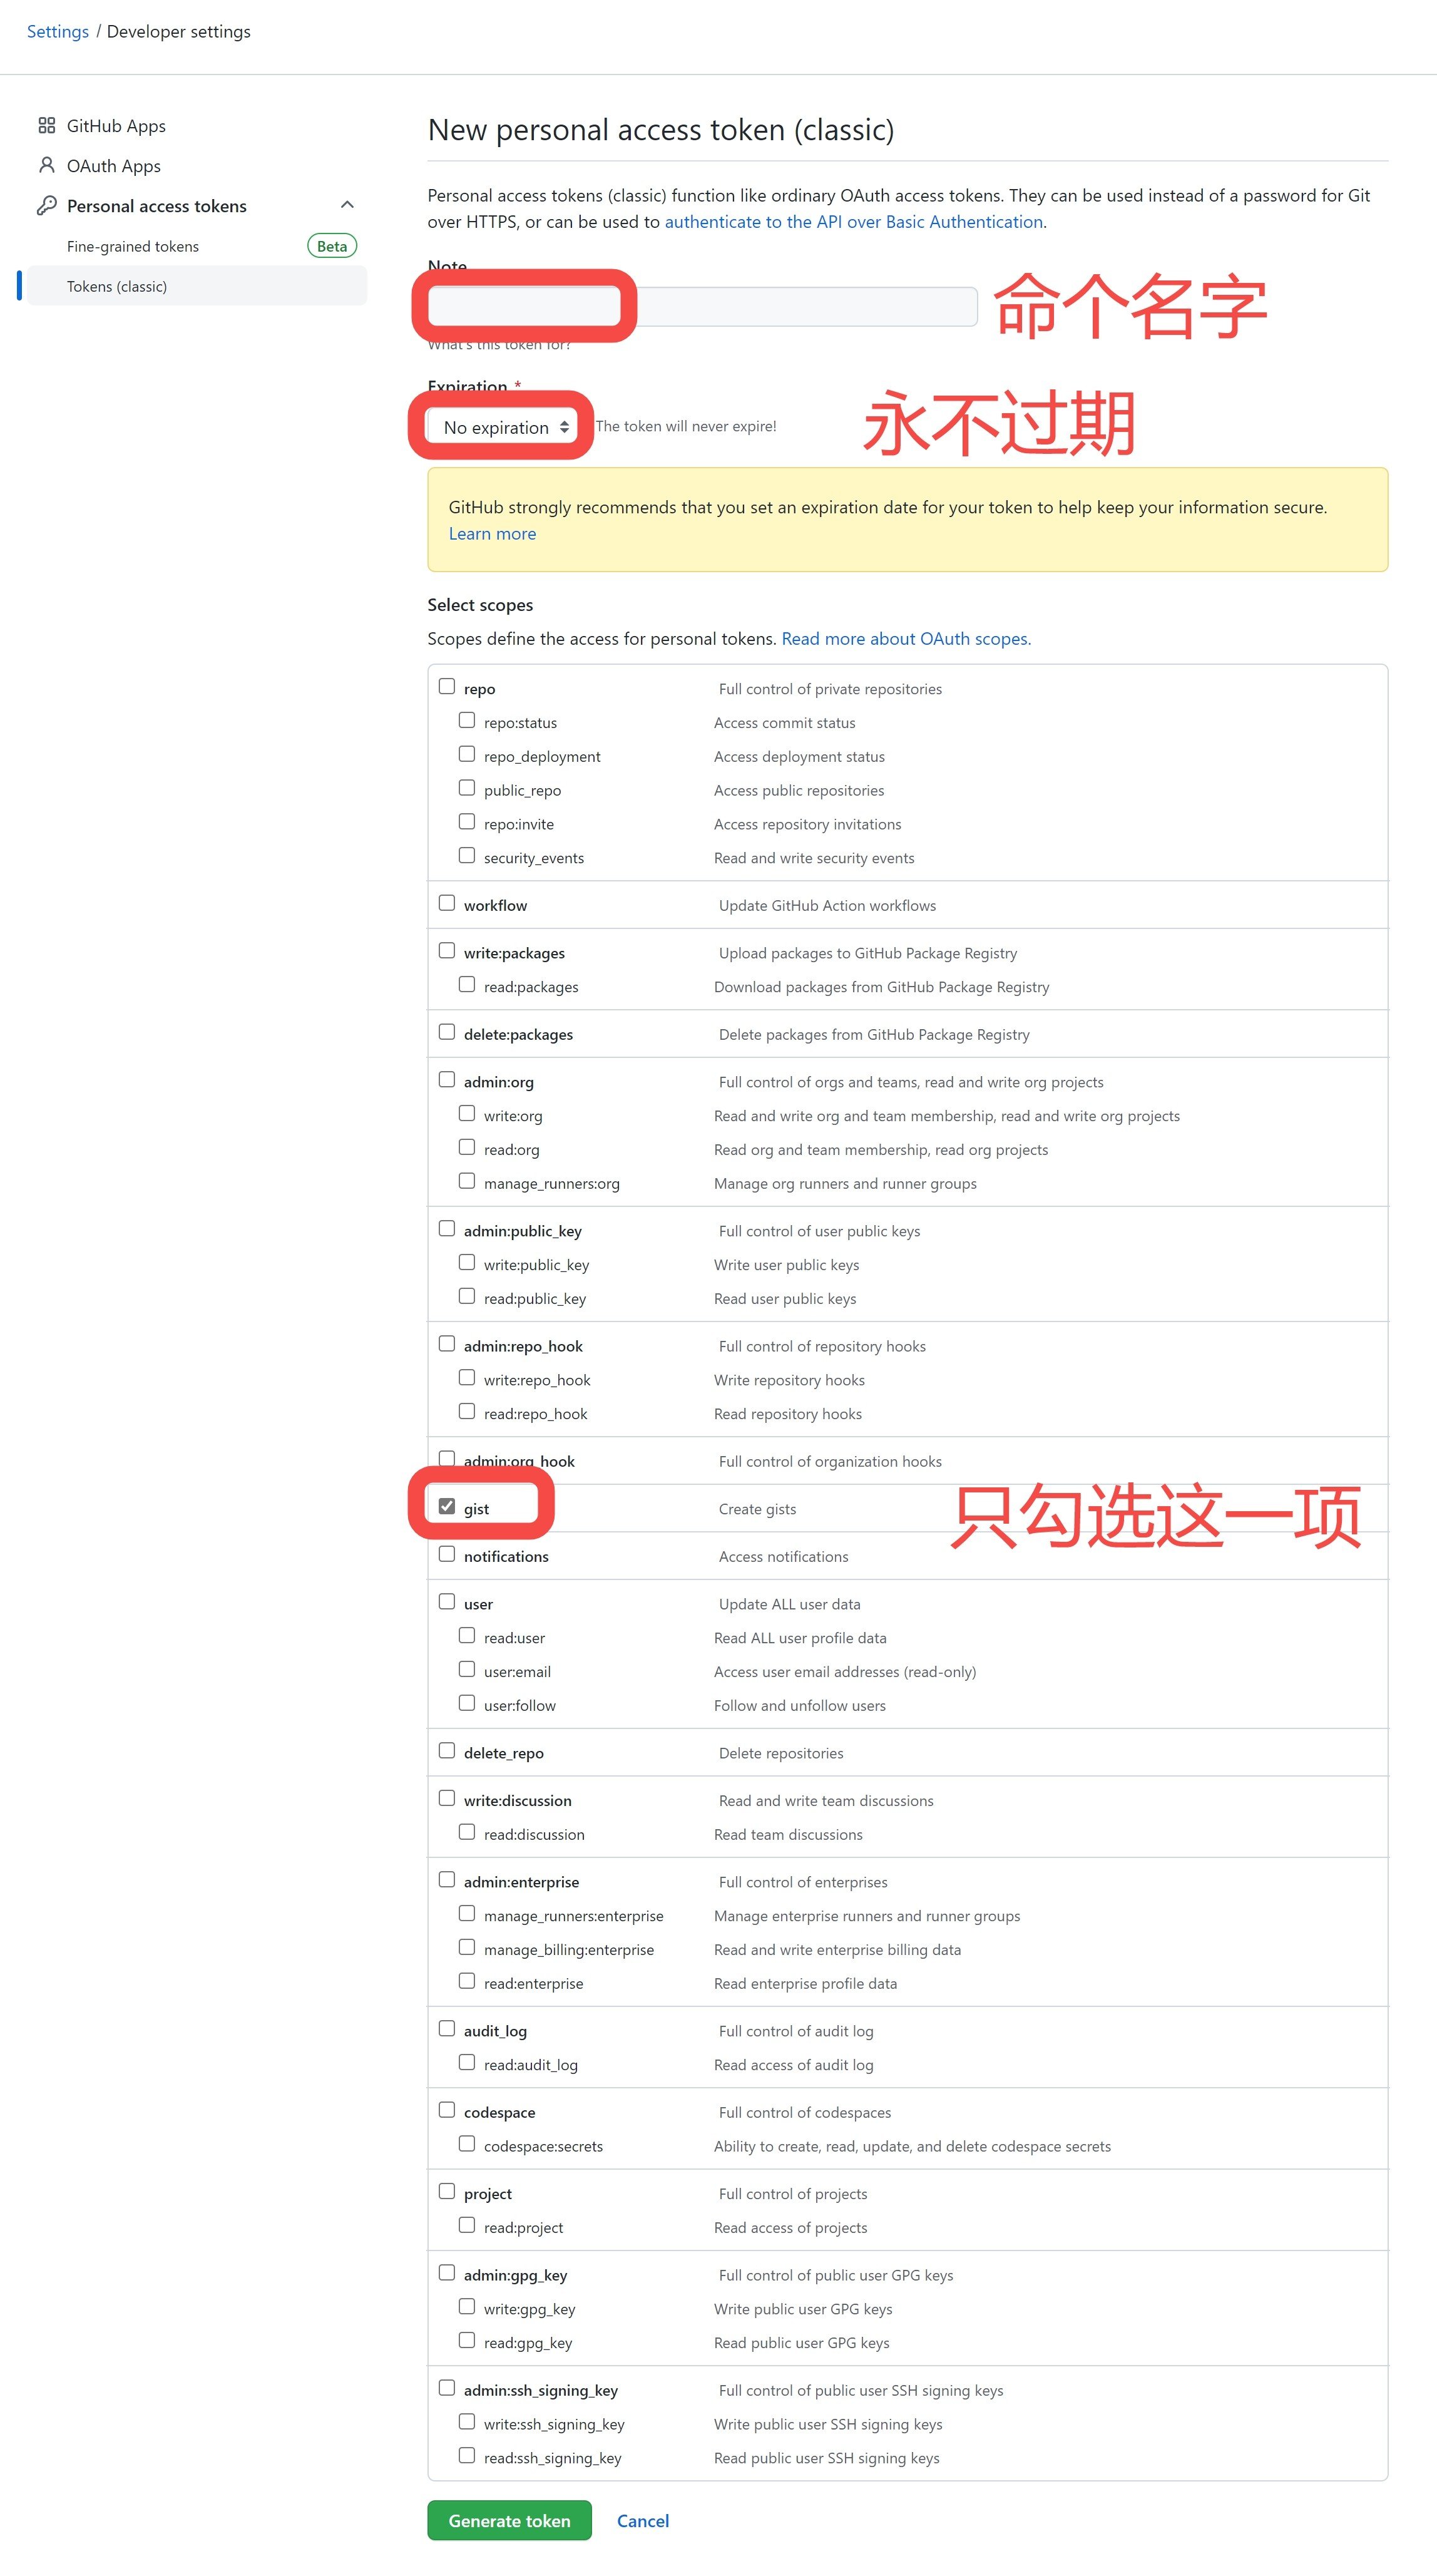 Settings / Developer settings
GitHub Apps
OAuth Apps
Personal access tokens
Fine-grained tokens Beta
Tokens (classic)
New personal access token (classic)
Personal access tokens (classic) function like ordinary OAuth access tokens. They can be used instead of a password for Git
over HTTPS, or can be used to authenticate to the API over Basic Authentication.
Note
命个名字
What's this token for?
Expiration *
No expiration The token will never expire!
永不过期
GitHub strongly recommends that you set an expiration date for your token to help keep your information secure.
Learn more
Select scopes
Scopes define the access for personal tokens. Read more about OAuth scopes.
repo Full control of private repositories
repo:status Access commit status
repo_deployment Access deployment status
public_repo Access public repositories
repo:invite Access repository invitations
security_events Read and write security events
workflow Update GitHub Action workflows
write:packages Upload packages to GitHub Package Registry
read:packages Download packages from GitHub Package Registry
delete:packages Delete packages from GitHub Package Registry
admin:org Full control of orgs and teams, read and write org projects
write:org Read and write org and team membership, read and write org projects
read:org Read org and team membership, read org projects
manage_runners:org Manage org runners and runner groups
admin:public_key Full control of user public keys
write:public_key Write user public keys
read:public_key Read user public keys
admin:repo_hook Full control of repository hooks
write:repo_hook Write repository hooks
read:repo_hook Read repository hooks
admin:org_hook Full control of organization hooks
gist Create gists
只勾选这一项
notifications Access notifications
user Update ALL user data
read:user Read ALL user profile data
user:email Access user email addresses (read-only)
user:follow Follow and unfollow users
delete_repo Delete repositories
write:discussion Read and write team discussions
read:discussion Read team discussions
admin:enterprise Full control of enterprises
manage_runners:enterprise Manage enterprise runners and runner groups
manage_billing:enterprise Read and write enterprise billing data
read:enterprise Read enterprise profile data
audit_log Full control of audit log
read:audit_log Read access of audit log
codespace Full control of codespaces
codespace:secrets Ability to create, read, update, and delete codespace secrets
project Full control of projects
read:project Read access of projects
admin:gpg_key Full control of public user GPG keys
write:gpg_key Write public user GPG keys
read:gpg_key Read public user GPG keys
admin:ssh_signing_key Full control of public user SSH signing keys
write:ssh_signing_key Write public user SSH signing keys
read:ssh_signing_key Read public user SSH signing keys
Generate token Cancel